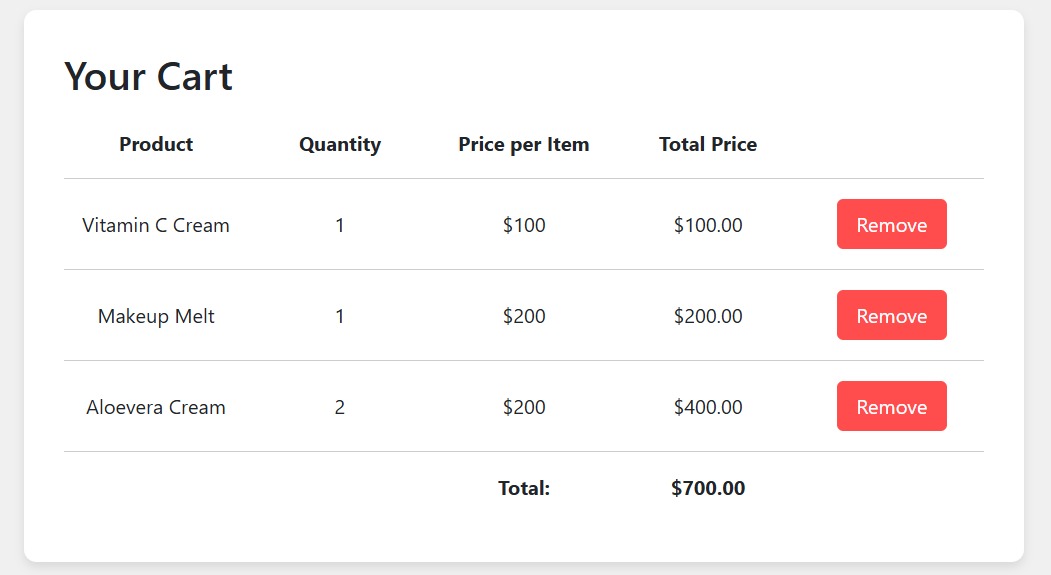 Your Cart
Product Quantity Price per Item Total Price
Vitamin C Cream 1 $100 $100.00 Remove
Makeup Melt 1 $200 $200.00 Remove
Aloevera Cream 2 $200 $400.00 Remove
Total: $700.00